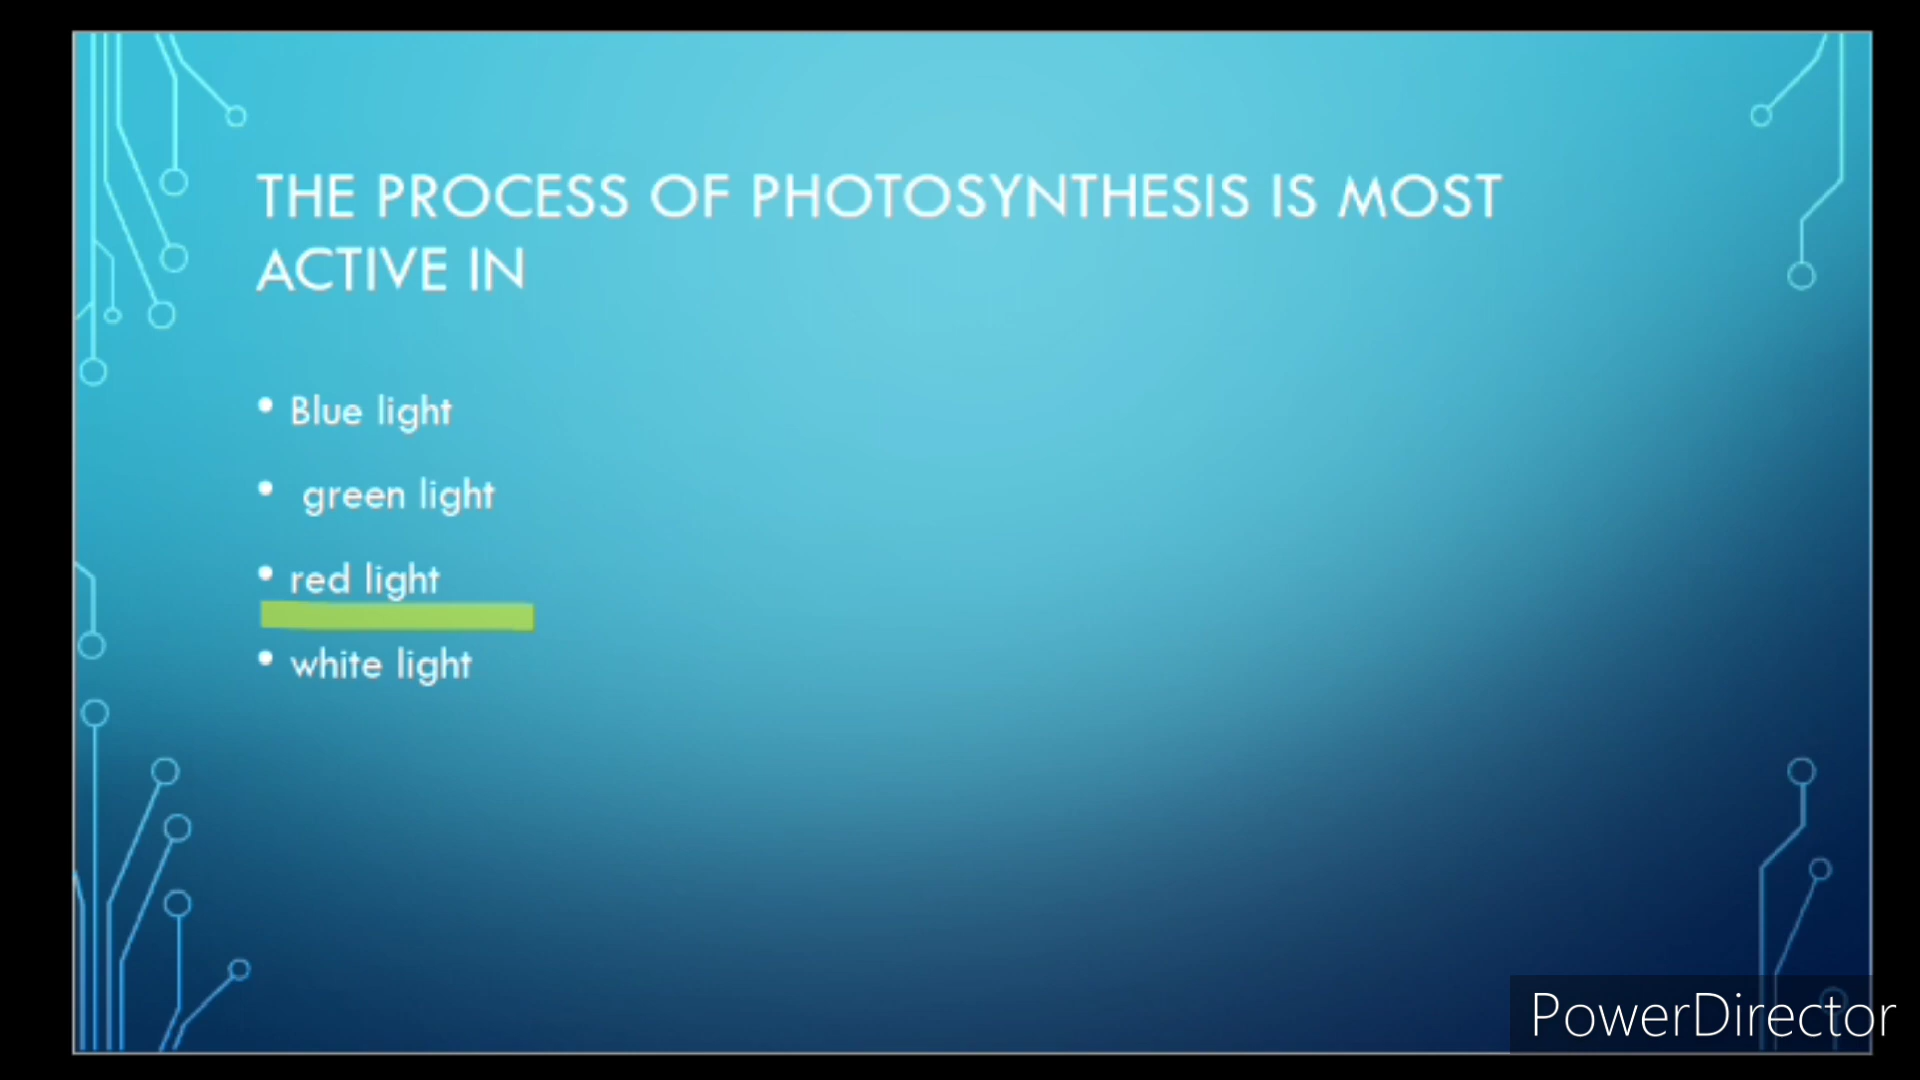 THE PROCESS OF PHOTOSYNTHESIS IS MOST
ACTIVE IN
• Blue light
• green light
• red light
• white light
PowerDirector